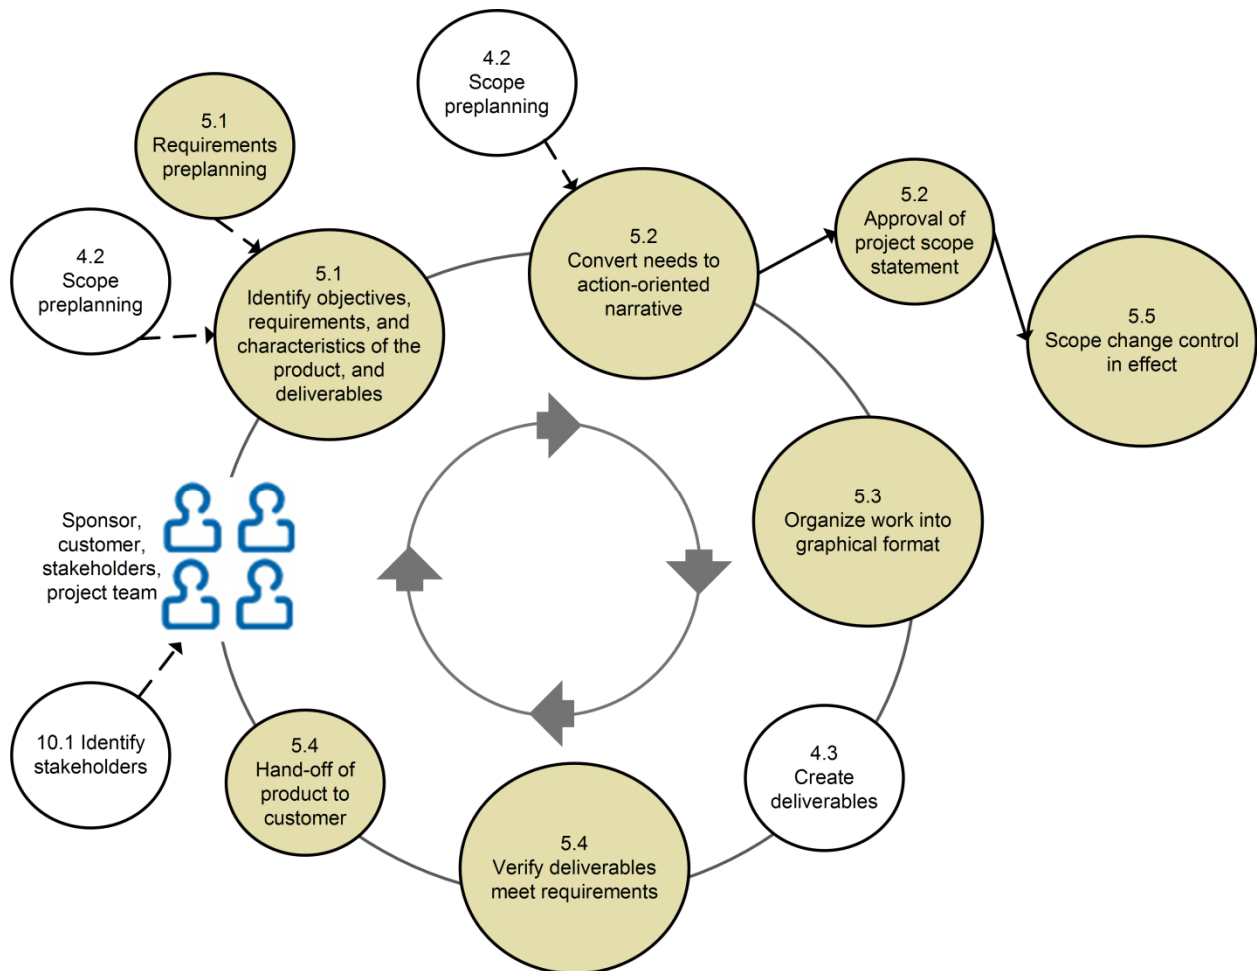 4.2
Scope
preplanning
5.1
Requirements
preplanning
4.2
Scope
preplanning
5.1
Identify objectives,
requirements, and
characteristics of the
product, and
deliverables
5.2
Convert needs to
action-oriented
narrative
5.2
Approval of
project scope
statement
5.5
Scope change control
in effect
5.3
Organize work into
graphical format
Sponsor,
customer,
stakeholders,
project team
10.1 Identify
stakeholders
5.4
Hand-off of
product to
customer
5.4
Verify deliverables
meet requirements
4.3
Create
deliverables